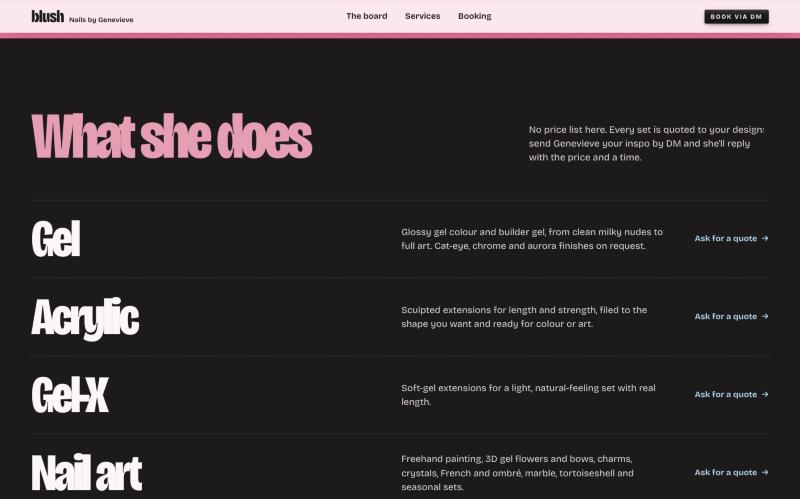 blush Nails by Genevieve
The board Services Booking
BOOK VIA DM
What she does
No price list here. Every set is quoted to your design:
send Genevieve your inspo by DM and she'll reply
with the price and a time.
Gel
Glossy gel colour and builder gel, from clean milky nudes to
full art. Cat-eye, chrome and aurora finishes on request.
Ask for a quote →
Acrylic
Sculpted extensions for length and strength, filed to the
shape you want and ready for colour or art.
Ask for a quote →
Gel-X
Soft-gel extensions for a light, natural-feeling set with real
length.
Ask for a quote →
Nail art
Freehand painting, 3D gel flowers and bows, charms,
crystals, French and ombré, marble, tortoiseshell and
seasonal sets.
Ask for a quote →